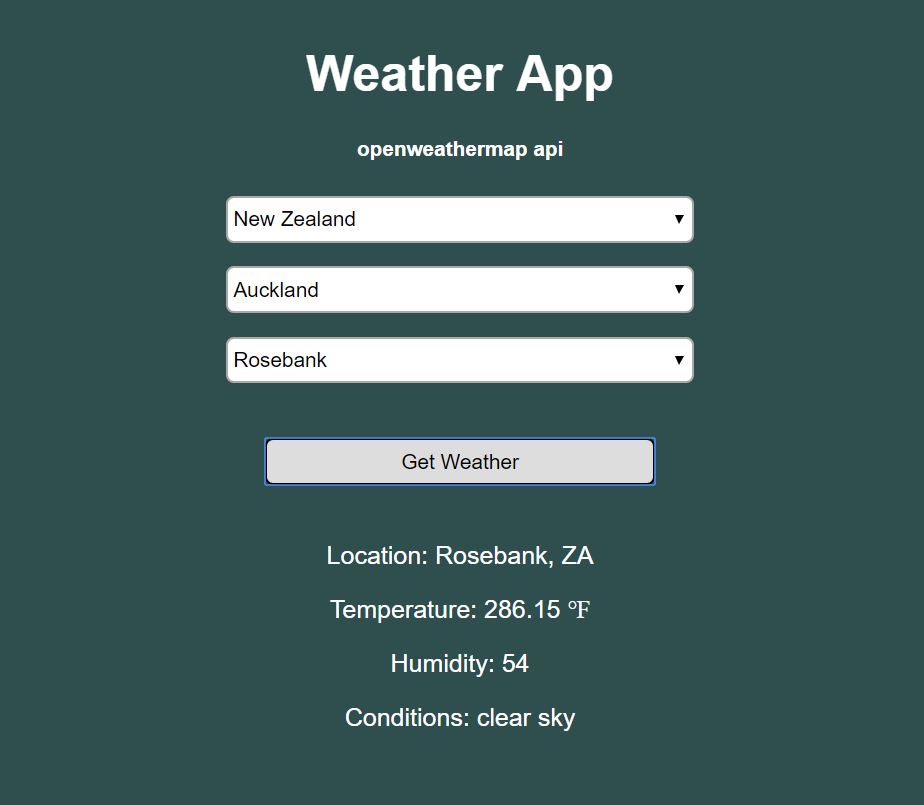 Weather App
openweathermap api
New Zealand
Auckland
Rosebank
Get Weather
Location: Rosebank, ZA
Temperature: 286.15 ℉
Humidity: 54
Conditions: clear sky